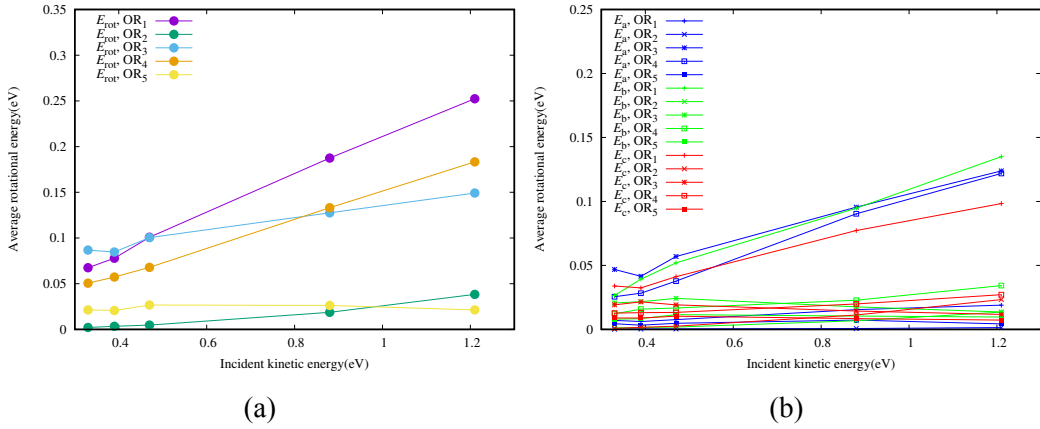 0.35
0.3
0.25
0.2
0.15
0.1
0.05
0
0.4
0.6
0.8
1
1.2
Average rotational energy(eV)
Incident kinetic energy(eV)
E_rot, OR_1
E_rot, OR_2
E_rot, OR_3
E_rot, OR_4
E_rot, OR_5
(a)
0.25
0.2
0.15
0.1
0.05
0
0.4
0.6
0.8
1
1.2
Average rotational energy(eV)
Incident kinetic energy(eV)
E_a, OR_1
E_a, OR_2
E_a, OR_3
E_a, OR_4
E_a, OR_5
E_b, OR_1
E_b, OR_2
E_b, OR_3
E_b, OR_4
E_b, OR_5
E_c, OR_1
E_c, OR_2
E_c, OR_3
E_c, OR_4
E_c, OR_5
(b)